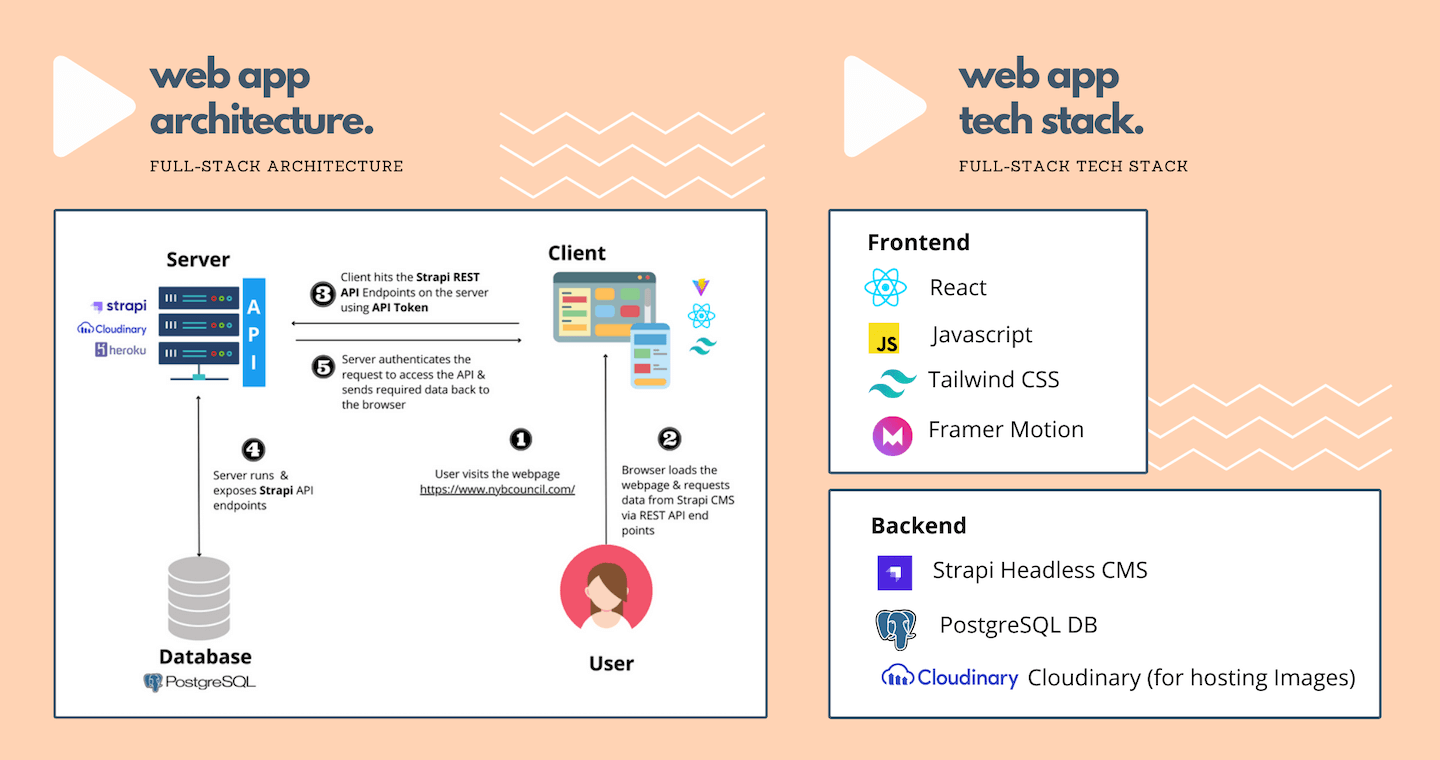 web app
architecture.
FULL-STACK ARCHITECTURE
Server
strapi
Cloudinary
heroku
A
P
I
3
Client hits the Strapi REST
API Endpoints on the server
using API Token
5
Server authenticates the
request to access the API &
sends required data back to
the browser
Client
4
Server runs &
exposes Strapi API
endpoints
1
User visits the webpage
https://www.nybcouncil.com/
2
Browser loads the
webpage & requests
data from Strapi CMS
via REST API end
points
Database
PostgreSQL
User
web app
tech stack.
FULL-STACK TECH STACK
Frontend
React
JS Javascript
Tailwind CSS
Framer Motion
Backend
Strapi Headless CMS
PostgreSQL DB
Cloudinary Cloudinary (for hosting Images)